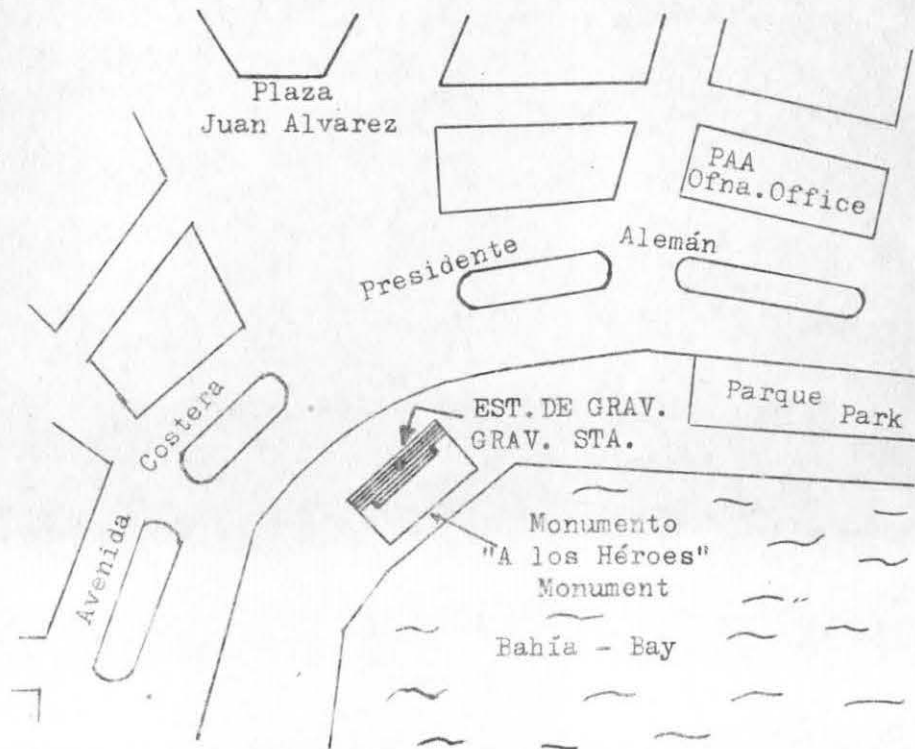 Plaza
Juan Alvarez
PAA
Ofna.Office
Presidente
Alemán
Parque
Park
Costera
EST. DE GRAV.
GRAV. STA.
Avenida
Monumento
"A los Héroes"
Monument
Bahía - Bay